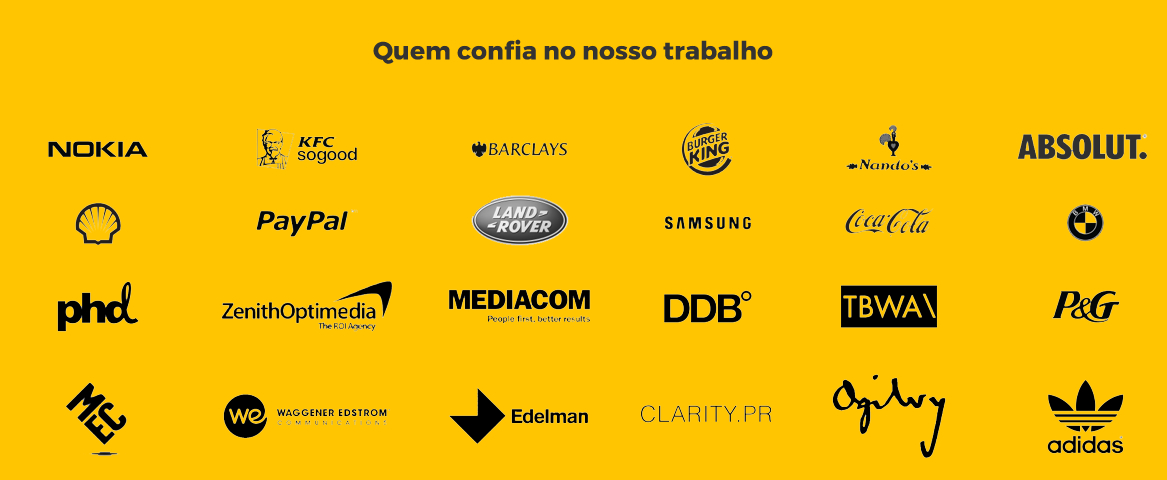 Quem confia no nosso trabalho
NOKIA
KFC
sogood
BARCLAYS
BURGER
KING
Nando's
ABSOLUT.
PayPal
LAND-
-ROVER
SAMSUNG
Coca-Cola
BMW
phd
ZenithOptimedia
The ROI Agency
MEDIACOM
People first, better results
DDB°
TBWA\
P&G
MEC
we WAGGENER EDSTROM
COMMUNICATIONS
Edelman
CLARITY.PR
Ogilvy
adidas